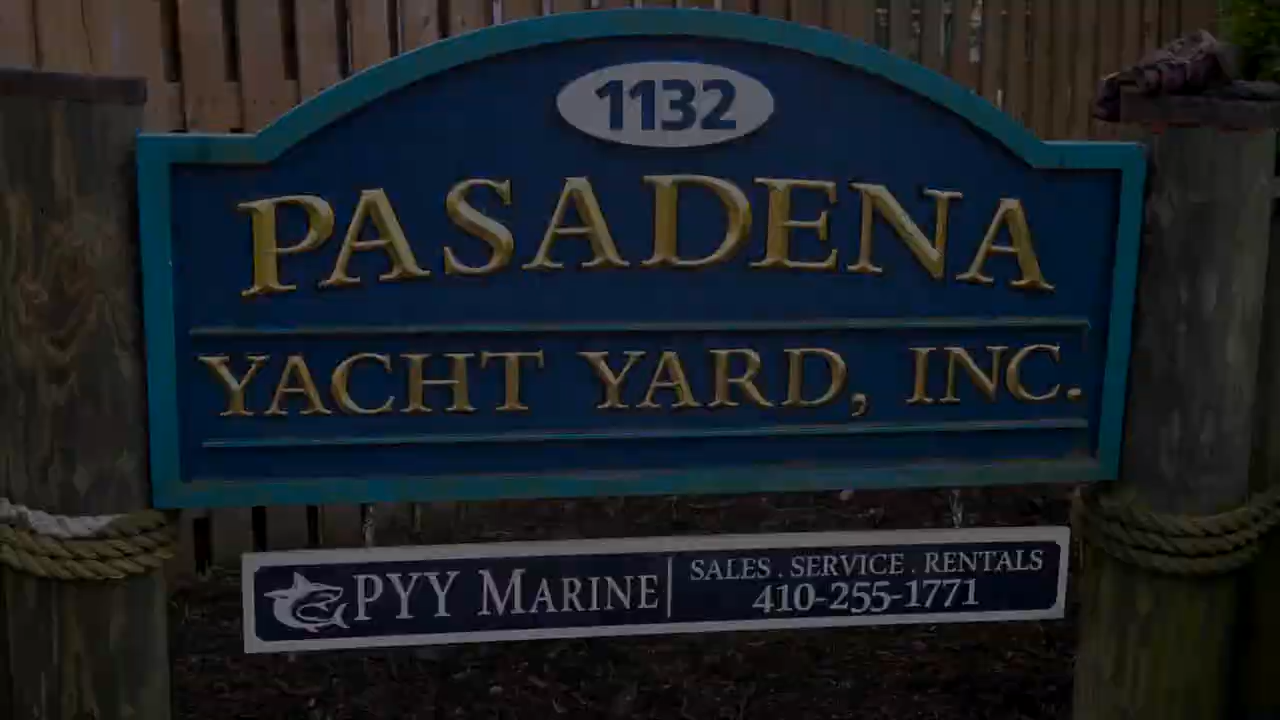 1132
PASADENA
YACHT YARD, INC.
PYY MARINE
SALES . SERVICE . RENTALS
410-255-1771